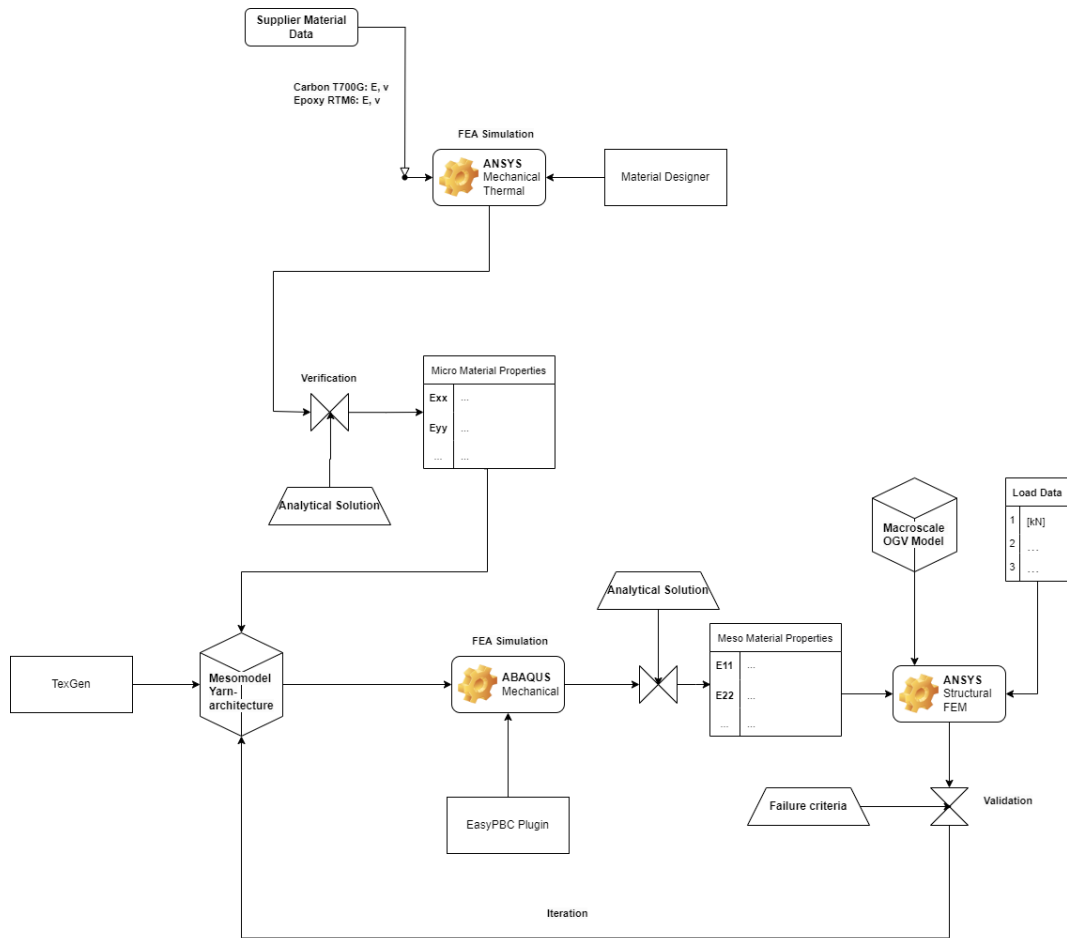 Supplier Material
Data
Carbon T700G: E, v
Epoxy RTM6: E, v
FEA Simulation
ANSYS
Mechanical
Thermal
Material Designer
Verification
Micro Material Properties
Exx ...
Eyy ...
... ...
Analytical Solution
Macroscale
OGV Model
Load Data
1 [kN]
2 ...
3 ...
Analytical Solution
TexGen
Mesomodel
Yarn-
architecture
FEA Simulation
ABAQUS
Mechanical
Meso Material Properties
E11 ...
E22 ...
... ...
ANSYS
Structural
FEM
EasyPBC Plugin
Failure criteria
Validation
Iteration